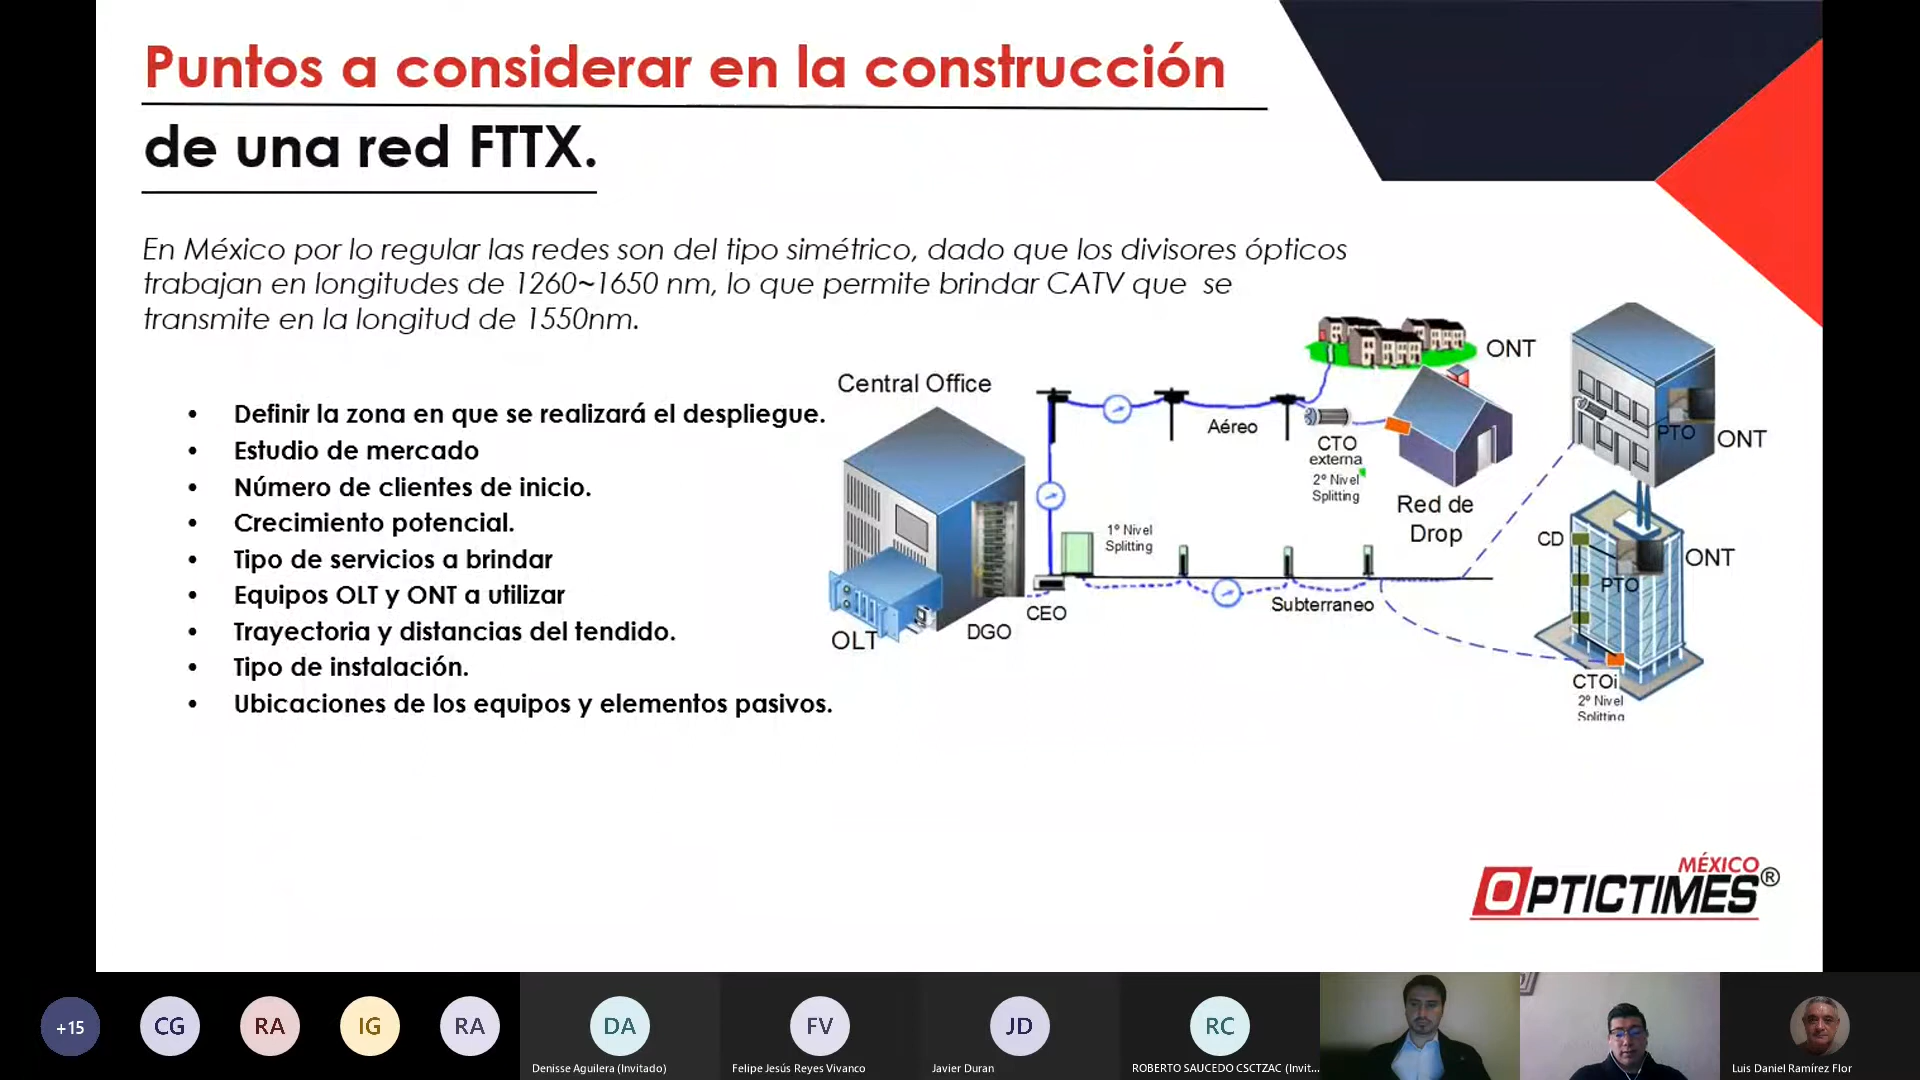 Puntos a considerar en la construcción
de una red FTTX.
En México por lo regular las redes son del tipo simétrico, dado que los divisores ópticos
trabajan en longitudes de 1260~1650 nm, lo que permite brindar CATV que se
transmite en la longitud de 1550nm.
• Definir la zona en que se realizará el despliegue.
• Estudio de mercado
• Número de clientes de inicio.
• Crecimiento potencial.
• Tipo de servicios a brindar
• Equipos OLT y ONT a utilizar
• Trayectoria y distancias del tendido.
• Tipo de instalación.
• Ubicaciones de los equipos y elementos pasivos.
Central Office
OLT
DGO
CEO
1º Nivel
Splitting
Aéreo
Subterraneo
CTO
externa
2º Nivel
Splitting
Red de
Drop
ONT
PTO
ONT
CD
PTO
ONT
CTOi
2º Nivel
Splitting
MÉXICO
OPTICTIMES®
+15
CG
RA
IG
RA
DA
Denisse Aguilera (Invitado)
FV
Felipe Jesús Reyes Vivanco
JD
Javier Duran
RC
ROBERTO SAUCEDO CSCTZAC (Invit...
Luis Daniel Ramírez Flor